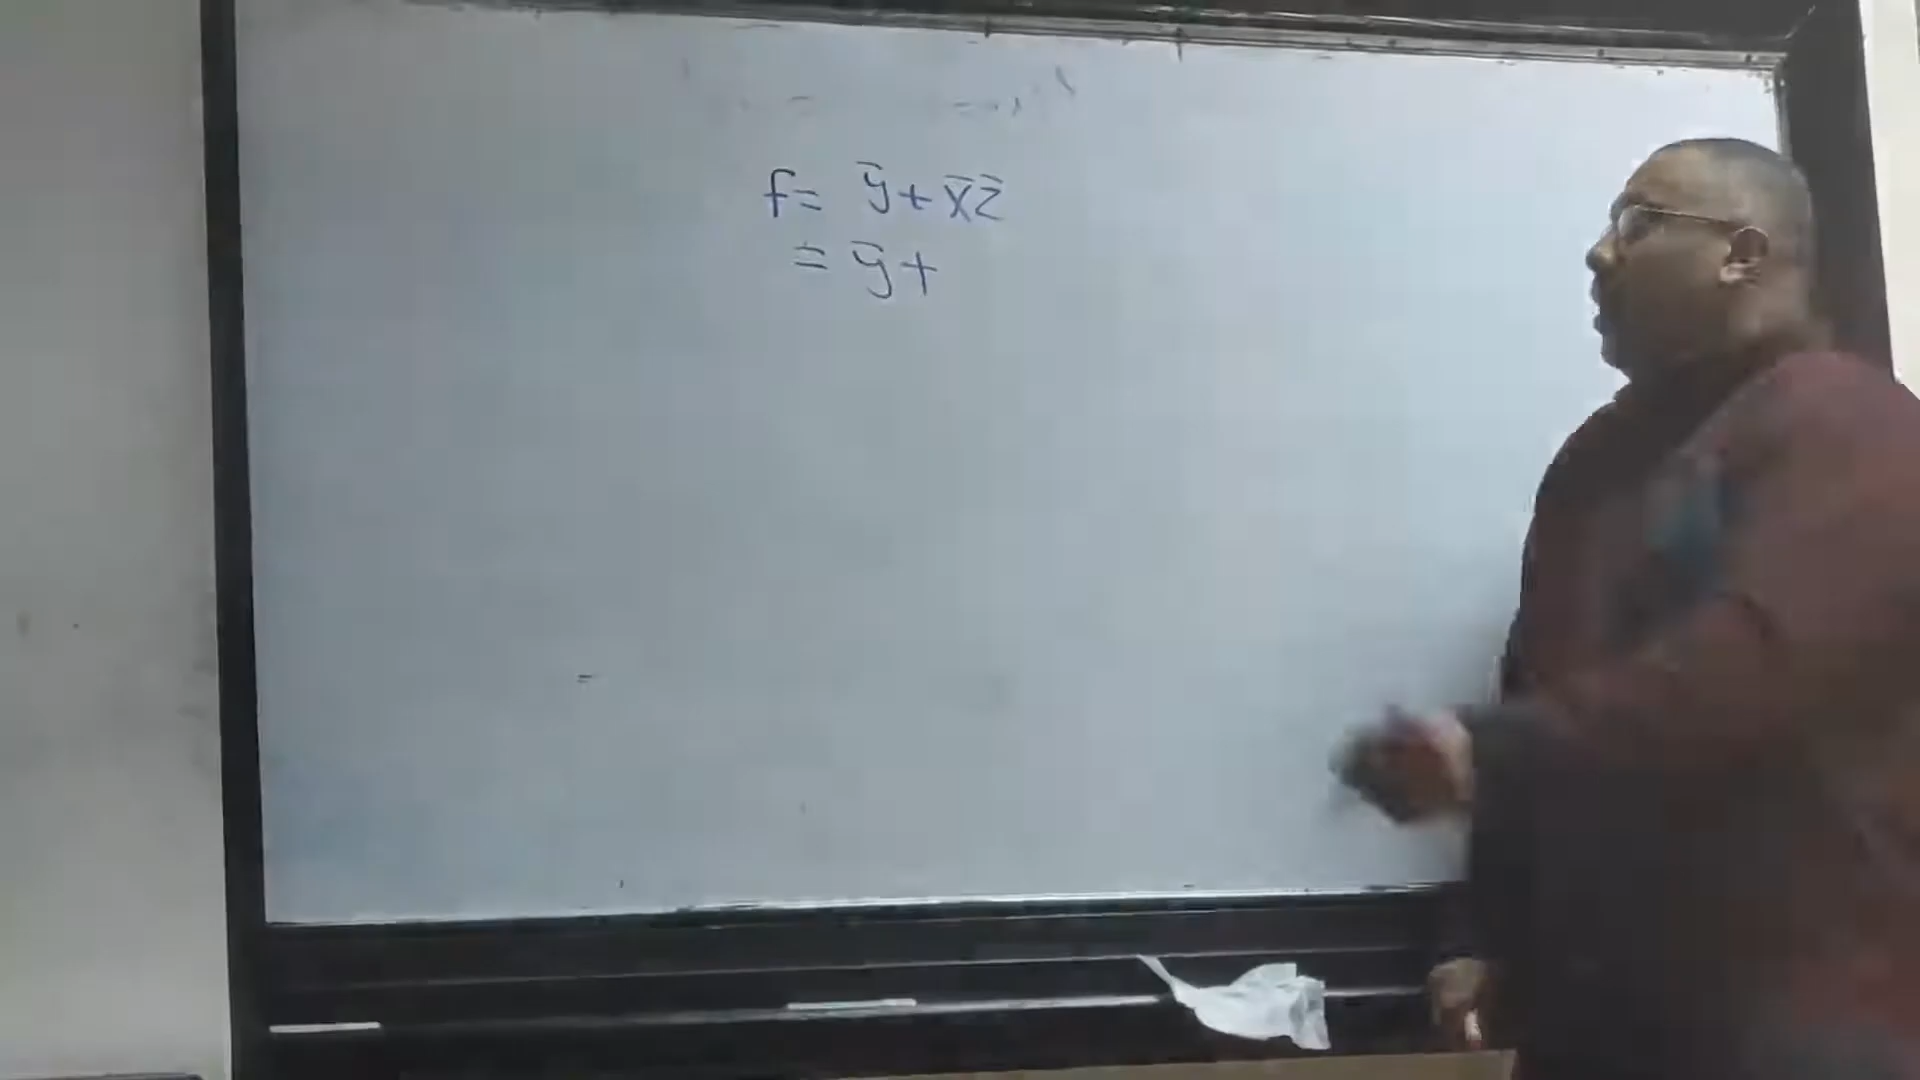 f = ȳ + x̄ z̄
= ȳ +